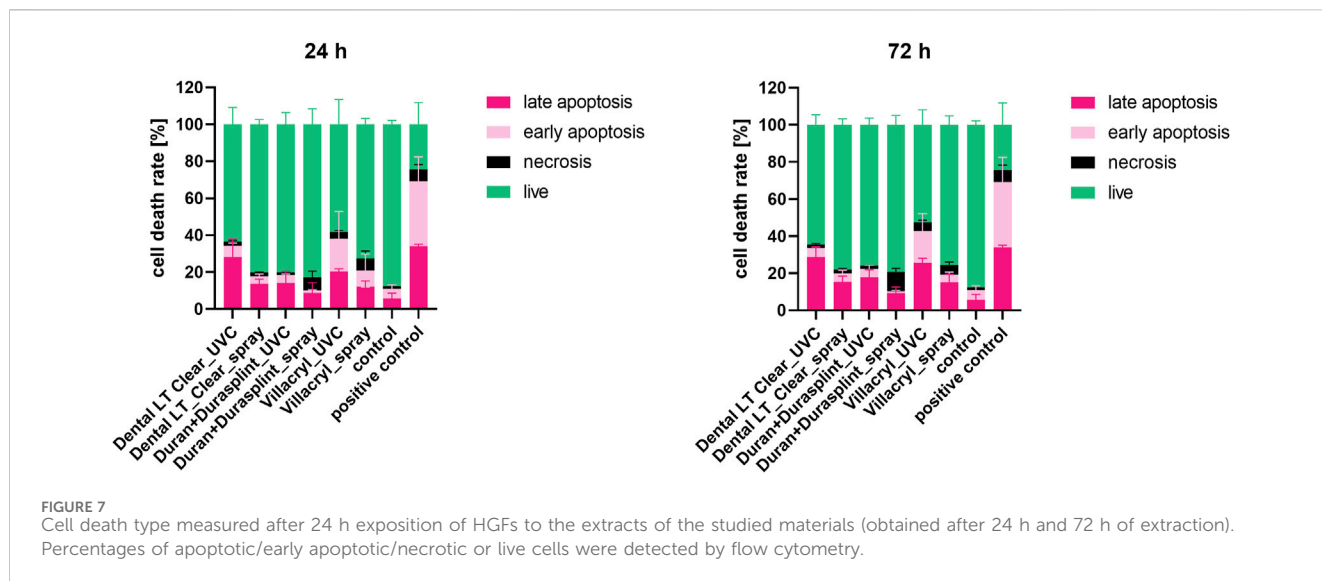 24 h
120
100
80
60
40
20
0
cell death rate [%]
late apoptosis
early apoptosis
necrosis
live
Dental LT Clear_UVC
Dental LT_Clear_spray
Duran+Durasplint_UVC
Duran+Durasplint_spray
Villacryl_UVC
Villacryl_spray
control
positive control
72 h
120
100
80
60
40
20
0
cell death rate [%]
late apoptosis
early apoptosis
necrosis
live
Dental LT Clear_UVC
Dental LT_Clear_spray
Duran+Durasplint_UVC
Duran+Durasplint_spray
Villacryl_UVC
Villacryl_spray
control
positive control
FIGURE 7
Cell death type measured after 24 h exposition of HGFs to the extracts of the studied materials (obtained after 24 h and 72 h of extraction).
Percentages of apoptotic/early apoptotic/necrotic or live cells were detected by flow cytometry.